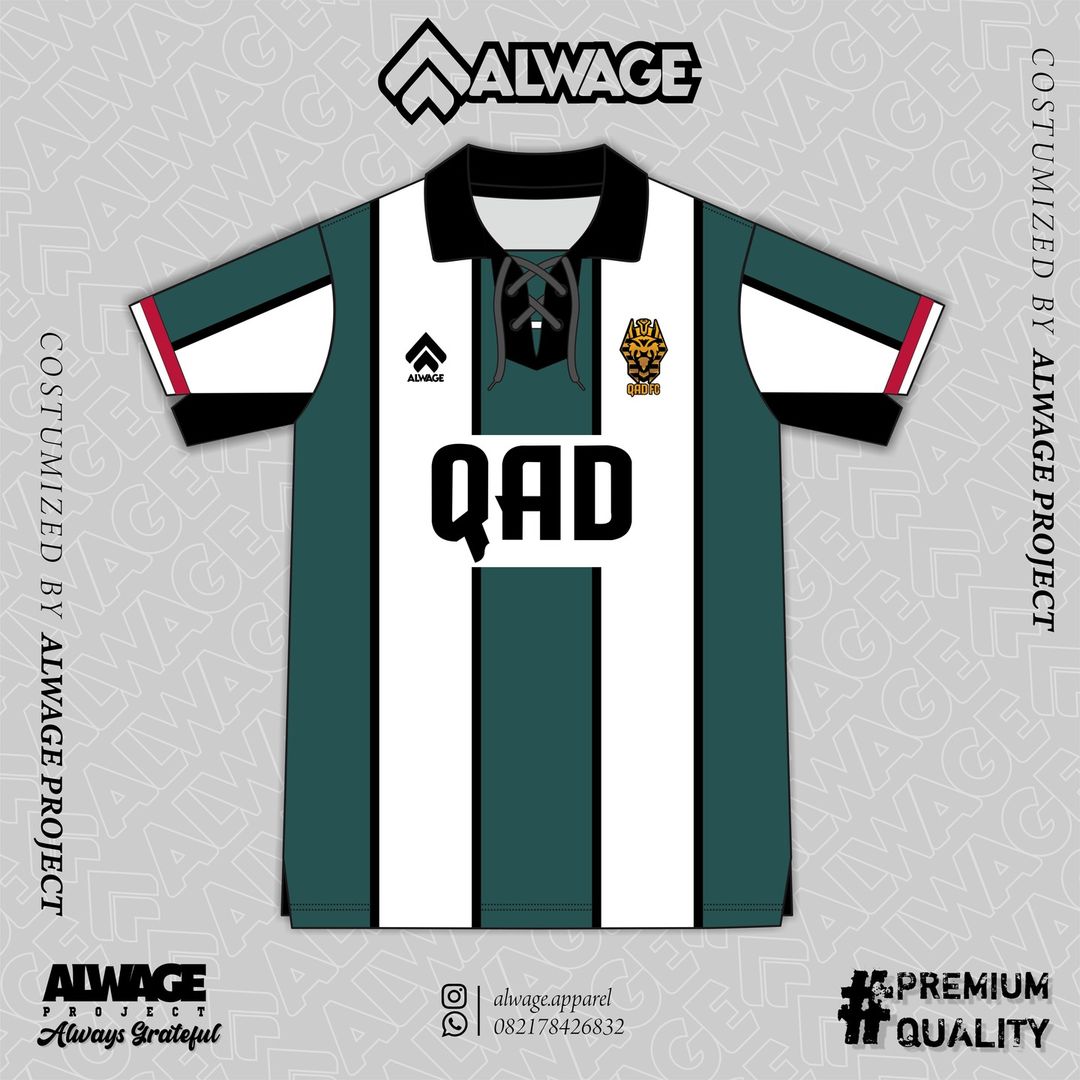 ALWAGE
COSTUMIZED BY ALWAGE PROJECT
COSTUMIZED BY ALWAGE PROJECT
ALWAGE
QAD FC
QAD
ALWAGE
PROJECT
Always Grateful
alwage.apparel
082178426832
#PREMIUM
QUALITY